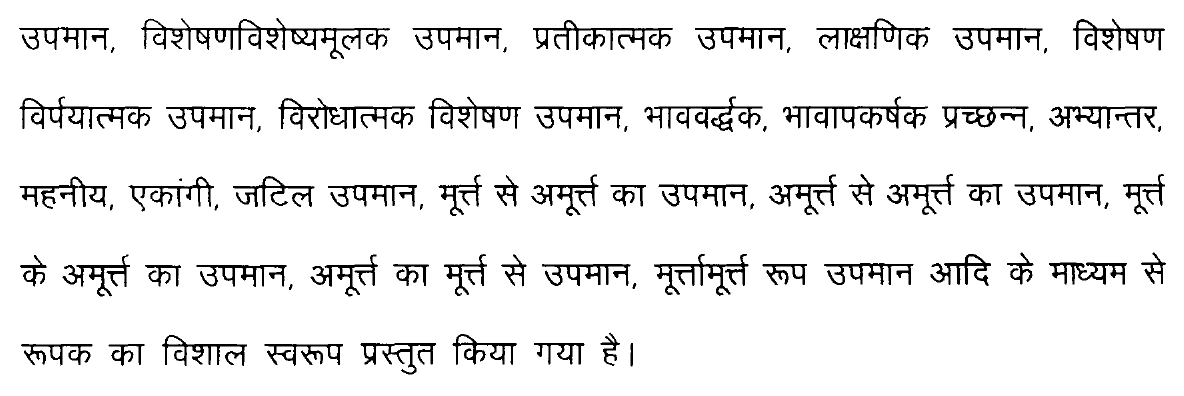 उपमान, विशेषणविशेष्यमूलक उपमान, प्रतीकात्मक उपमान, लाक्षणिक उपमान, विशेषण
विर्पयात्मक उपमान, विरोधात्मक विशेषण उपमान, भाववर्द्धक, भावापकर्षक प्रच्छन्न, अभ्यान्तर,
महनीय, एकांगी, जटिल उपमान, मूर्त्त से अमूर्त्त का उपमान, अमूर्त्त से अमूर्त्त का उपमान, मूर्त्त
के अमूर्त्त का उपमान, अमूर्त्त का मूर्त्त से उपमान, मूर्त्तामूर्त्त रूप उपमान आदि के माध्यम से
रूपक का विशाल स्वरूप प्रस्तुत किया गया है।